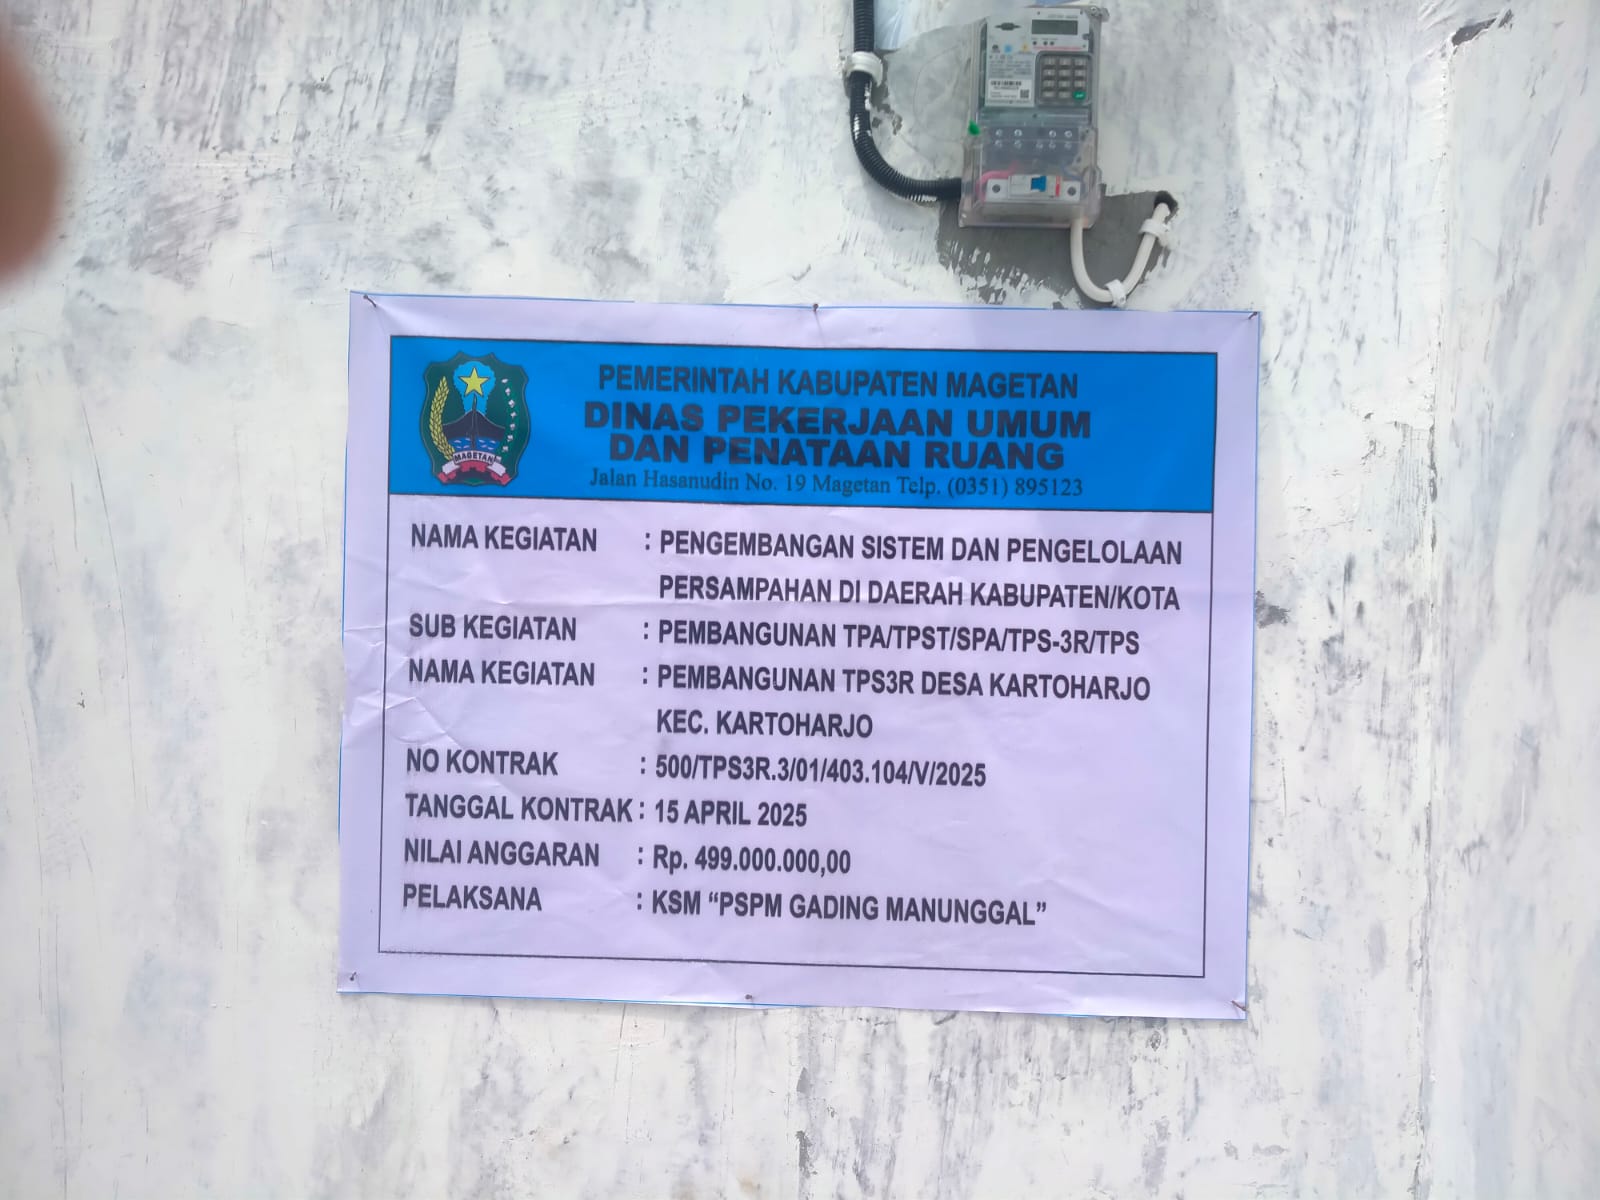 PEMERINTAH KABUPATEN MAGETAN
DINAS PEKERJAAN UMUM
DAN PENATAAN RUANG
Jalan Hasanudin No. 19 Magetan Telp. (0351) 895123
MAGETAN
NAMA KEGIATAN : PENGEMBANGAN SISTEM DAN PENGELOLAAN
PERSAMPAHAN DI DAERAH KABUPATEN/KOTA
SUB KEGIATAN : PEMBANGUNAN TPA/TPST/SPA/TPS-3R/TPS
NAMA KEGIATAN : PEMBANGUNAN TPS3R DESA KARTOHARJO
KEC. KARTOHARJO
NO KONTRAK : 500/TPS3R.3/01/403.104/V/2025
TANGGAL KONTRAK : 15 APRIL 2025
NILAI ANGGARAN : Rp. 499.000.000,00
PELAKSANA : KSM “PSPM GADING MANUNGGAL”